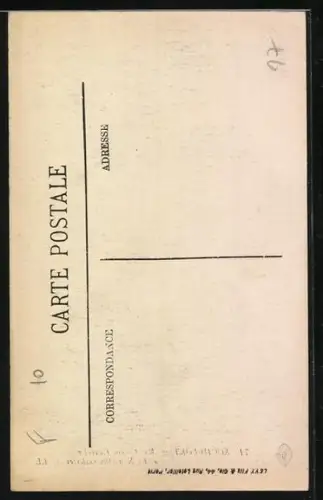 CARTE POSTALE
CORRESPONDANCE
ADRESSE
LEVY Fils & Cie, 44, Rue Letellier, Paris
97
10